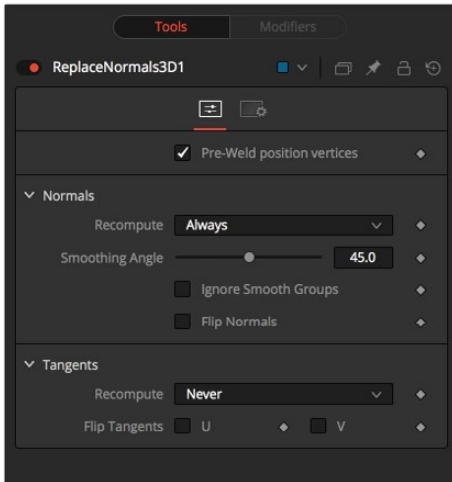 Tools Modifiers
ReplaceNormals3D1
Pre-Weld position vertices
Normals
Recompute Always
Smoothing Angle 45.0
Ignore Smooth Groups
Flip Normals
Tangents
Recompute Never
Flip Tangents U V